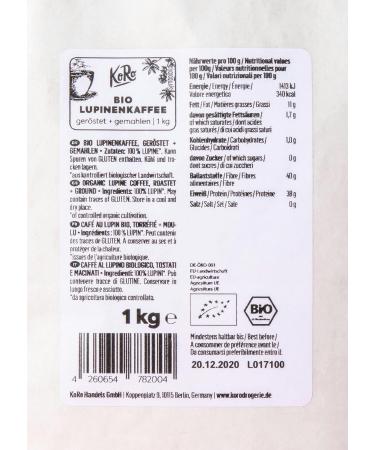 KoRo
BIO
LUPINENKAFFEE
geröstet + gemahlen | 1 kg
DE BIO LUPINENKAFFEE, GERÖSTET +
GEMAHLEN • Zutaten: 100 % LUPINE*. Kann
Spuren von GLUTEN enthalten. Kühl und tro-
cken lagern.
*aus kontrolliert biologischer Landwirtschaft.
EN ORGANIC LUPINE COFFEE, ROASTET
+ GROUND • Ingredients: 100% LUPIN*. May
contain traces of GLUTEN. Store in a cool and
dry place.
*of controlled organic cultivation.
FR CAFÉ AU LUPIN BIO, TORRÉFIÉ + MOU-
LU • Ingrédients : 100 % LUPIN*. Peut contenir
des traces de GLUTEN. A conserver au sec et à
protéger de la chaleur.
*issues de l'agriculture biologique.
IT CAFFÈ AL LUPINO BIOLOGICO, TOSTATI
E MACINATI • Ingredienti: 100% LUPINI*. Può
contenere tracce di GLUTINE. Conservare in
luogo fresco e asciutto.
*da agricoltura biologica controllata.
1 kg e
4 260654 782004
Nährwerte pro 100 g / Nutritional values
per 100g / Valeurs nutritionnelles pour
100 g / Valori nutrizionali per 100 g
Energie / Energy / Énergie / 1413 kJ
Valore energetico 340 kcal
Fett / Fat / Matières grasses / Grassi 11 g
davon gesättigte Fettsäuren / 1,7 g
of which saturates / dont acides
gras saturés / di cui acidi grassi saturi
Kohlenhydrate / Carbohydrates / 1,0 g
Glucides / Carboidrati
davon Zucker / of which sugars / 0 g
dont sucres / di cui zuccheri
Ballaststoffe / Fibre / Fibres 40 g
alimentaires / Fibre
Eiweiß / Protein / Protéines / Proteine 38 g
Salz / Salt / Sel / Sale 0 g
DE-ÖKO-001
EU Landwirtschaft
EU agriculture
Agriculture UE
Agricoltura UE
Bio
Mindestens haltbar bis / Best before /
A consommer de préférence avant le /
Da consumarsi preferibilmente entro il
20.12.2020 L017100
KoRo Handels GmbH | Koppenplatz 9, 10115 Berlin, Germany | www.korodrogerie.de